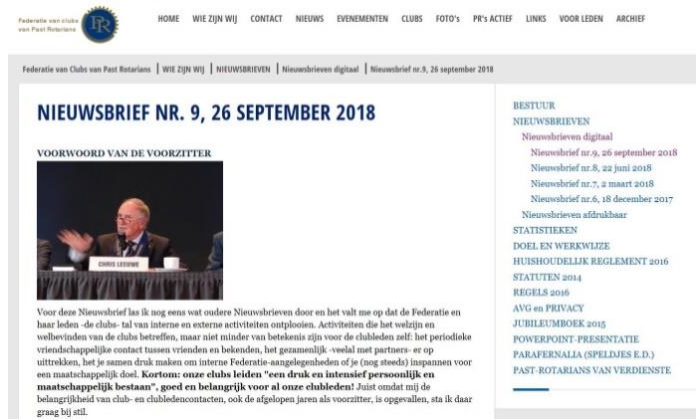 Federatie van clubs
van Past Rotarians
PR
HOME WIE ZIJN WIJ CONTACT NIEUWS EVENEMENTEN CLUBS FOTO's PR's ACTIEF LINKS VOOR LEDEN ARCHIEF
Federatie van Clubs van Past Rotarians | WIE ZIJN WIJ | NIEUWSBRIEVEN | Nieuwsbrieven digitaal | Nieuwsbrief nr.9, 26 september 2018
NIEUWSBRIEF NR. 9, 26 SEPTEMBER 2018
VOORWOORD VAN DE VOORZITTER
CHRIS LEEUWE
Voor deze Nieuwsbrief las ik nog eens wat oudere Nieuwsbrieven door en het valt me op dat de Federatie en
haar leden -de clubs- tal van interne en externe activiteiten ontplooien. Activiteiten die het welzijn en
welbevinden van de clubs betreffen, maar niet minder van betekenis zijn voor de clubleden zelf: het periodieke
vriendschappelijke contact tussen vrienden en bekenden, het gezamenlijk -veelal met partners- er op
uittrekken, het je samen druk maken om interne Federatie-aangelegenheden of je (nog steeds) inspannen voor
een maatschappelijk doel. Kortom: onze clubs leiden "een druk en intensief persoonlijk en
maatschappelijk bestaan", goed en belangrijk voor al onze clubleden! Juist omdat mij de
belangrijkheid van club- en clubledencontacten, ook de afgelopen jaren als voorzitter, is opgevallen, sta ik daar
graag bij stil.
BESTUUR
NIEUWSBRIEVEN
Nieuwsbrieven digitaal
Nieuwsbrief nr.9, 26 september 2018
Nieuwsbrief nr.8, 22 juni 2018
Nieuwsbrief nr.7, 2 maart 2018
Nieuwsbrief nr.6, 18 december 2017
Nieuwsbrieven afdrukbaar
STATISTIEKEN
DOEL EN WERKWIJZE
HUISHOUDELIJK REGLEMENT 2016
STATUTEN 2014
REGELS 2016
AVG en PRIVACY
JUBILEUMBOEK 2015
POWERPOINT-PRESENTATIE
PARAFERNALIA (SPELDJES E.D.)
PAST-ROTARIANS VAN VERDIENSTE